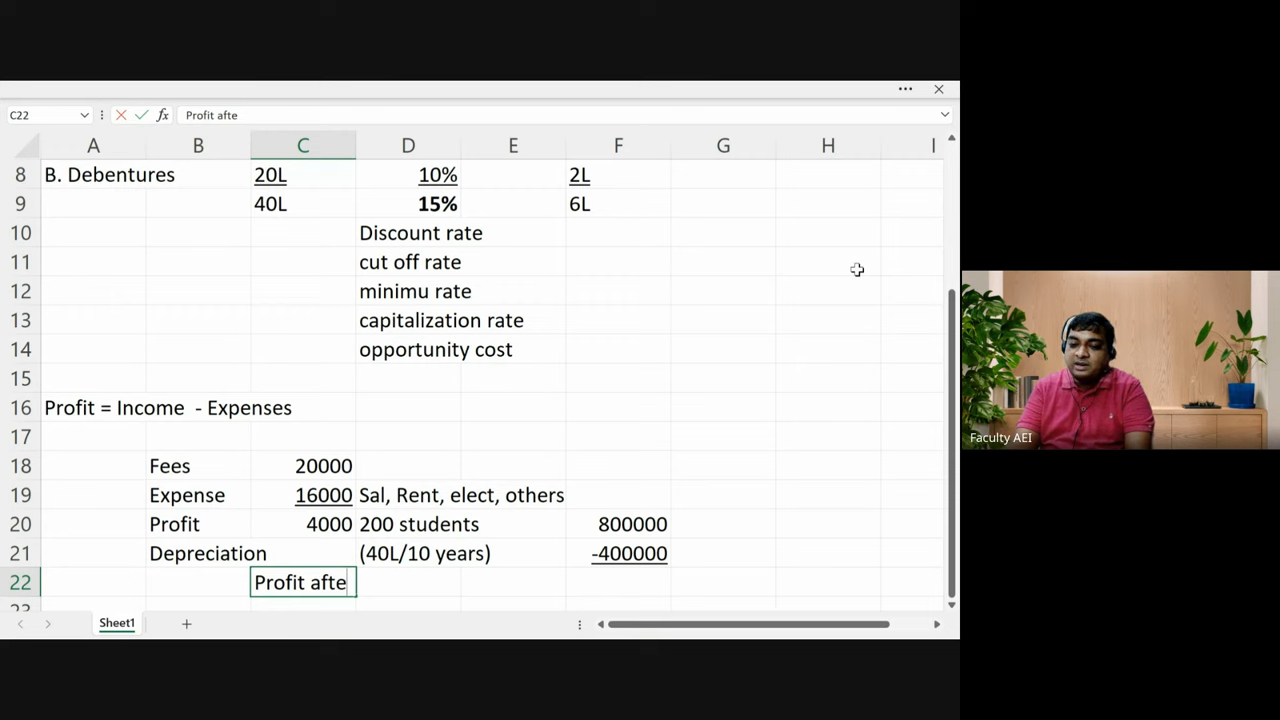 C22 Profit afte
A B C D E F G H I
8 B. Debentures 20L 10% 2L
9 40L 15% 6L
10 Discount rate
11 cut off rate
12 minimu rate
13 capitalization rate
14 opportunity cost
15
16 Profit = Income - Expenses
17
18 Fees 20000
19 Expense 16000 Sal, Rent, elect, others
20 Profit 4000 200 students 800000
21 Depreciation (40L/10 years) -400000
22 Profit afte
23
Sheet1
Faculty AEI